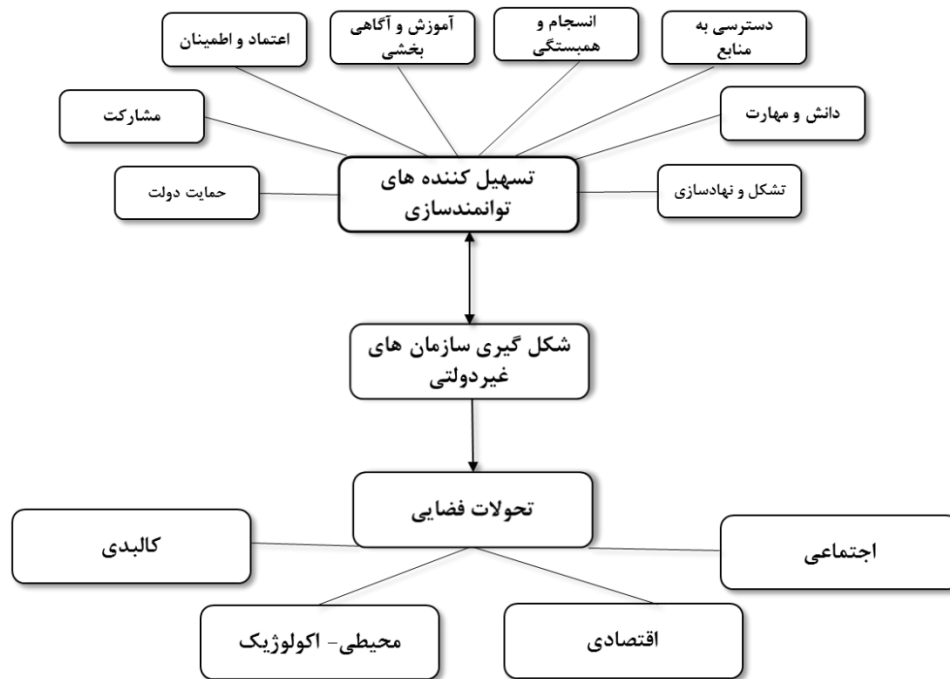 دسترسی به
منابع
انسجام و
همبستگی
آموزش و آگاهی
بخشی
اعتماد و اطمینان
دانش و مهارت
مشارکت
تشکل و نهادسازی
حمایت دولت
تسهیل کننده های
توانمندسازی
شکل گیری سازمان های
غیردولتی
تحولات فضایی
اجتماعی
کالبدی
اقتصادی
محیطی- اکولوژیک